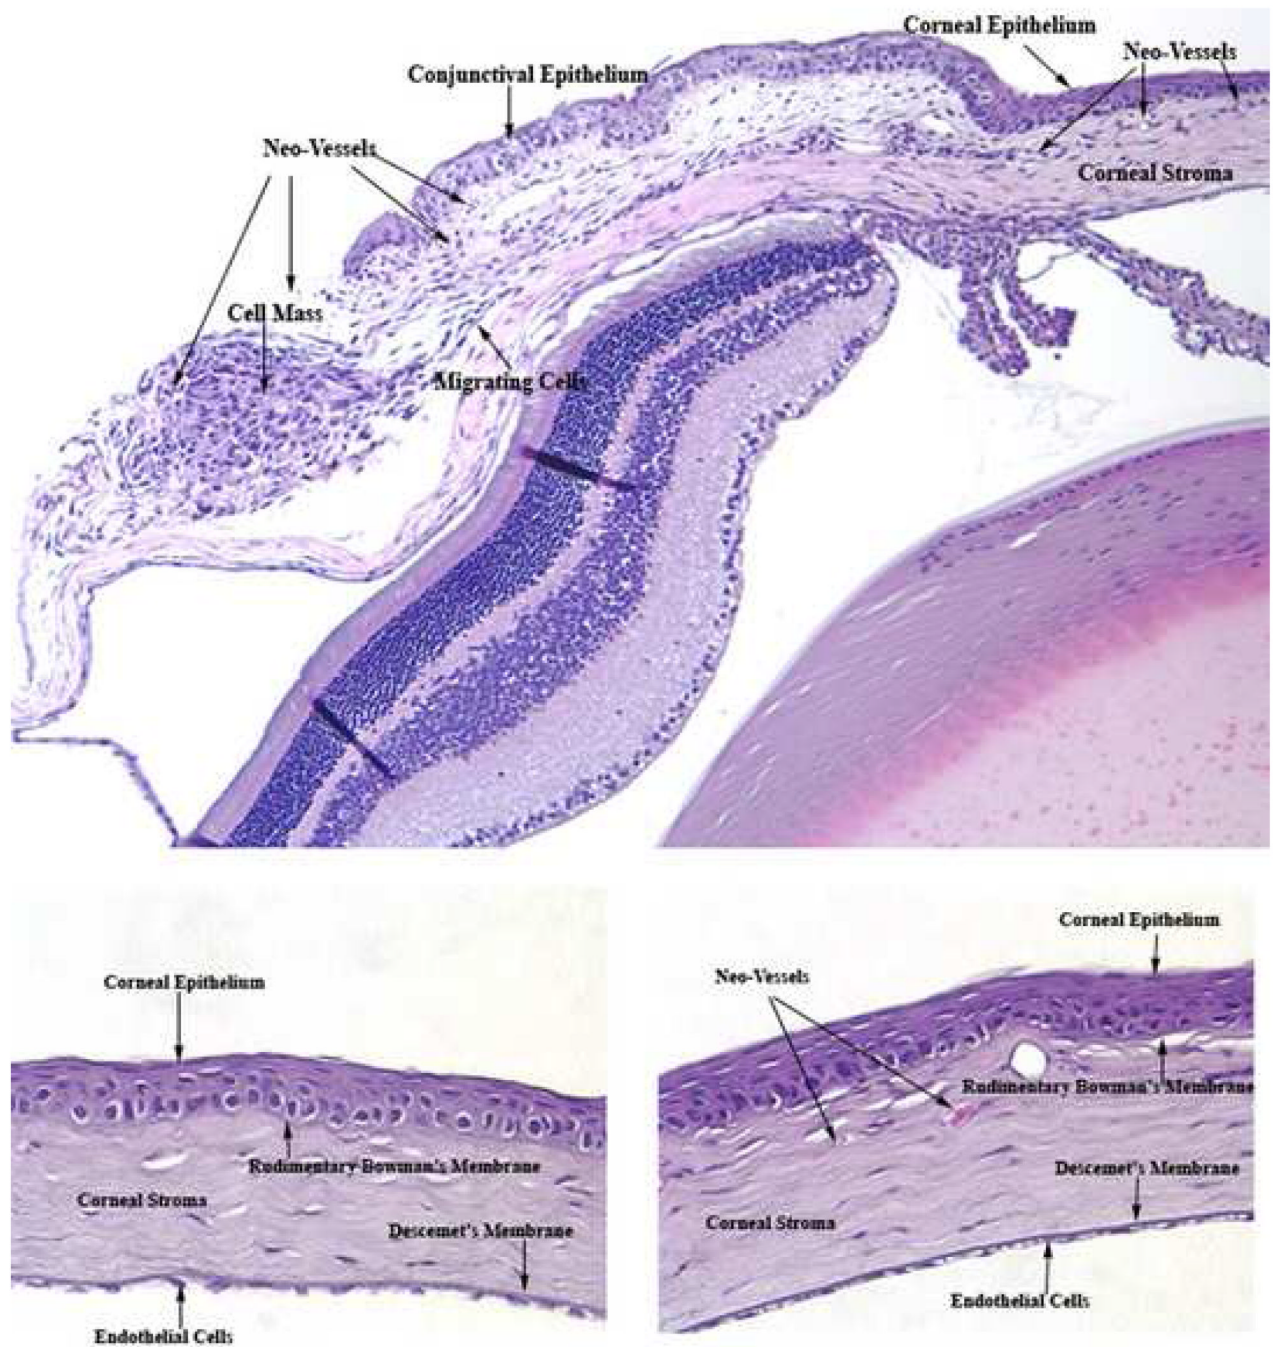 Corneal Epithelium
Neo-Vessels
Conjunctival Epithelium
Neo-Vessels
Corneal Stroma
Cell Mass
Migrating Cells
Corneal Epithelium
Neo-Vessels
Corneal Epithelium
Rudimentary Bowman's Membrane
Rudimentary Bowman's Membrane
Descemet's Membrane
Corneal Stroma
Corneal Stroma
Descemet's Membrane
Endothelial Cells
Endothelial Cells